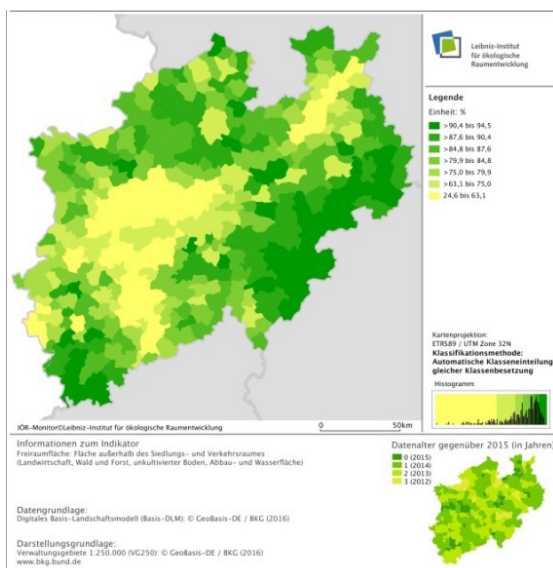 Leibniz-Institut
für ökologische
Raumentwicklung
Legende
Einheit: %
>90,4 bis 94,5
>87,6 bis 90,4
>84,8 bis 87,6
>79,9 bis 84,8
>75,0 bis 79,9
>63,1 bis 75,0
24,6 bis 63,1
Kartenprojektion:
ETRS89 / UTM Zone 32N
Klassifikationsmethode:
Automatische Klasseneinteilung
gleicher Klassenbesetzung
Histogramm:
IÖR-Monitor©Leibniz-Institut für ökologische Raumentwicklung
0 50km
Informationen zum Indikator
Freiraumfläche: Fläche außerhalb des Siedlungs- und Verkehrsraumes
(Landwirtschaft, Wald und Forst, unkultivierter Boden, Abbau- und Wasserfläche)
Datengrundlage:
Digitales Basis-Landschaftsmodell (Basis-DLM): © GeoBasis-DE / BKG (2016)
Darstellungsgrundlage:
Verwaltungsgebiete 1:250.000 (VG250): © GeoBasis-DE / BKG (2016)
www.bkg.bund.de
Datenalter gegenüber 2015 (in Jahren)
0 (2015)
1 (2014)
2 (2013)
3 (2012)